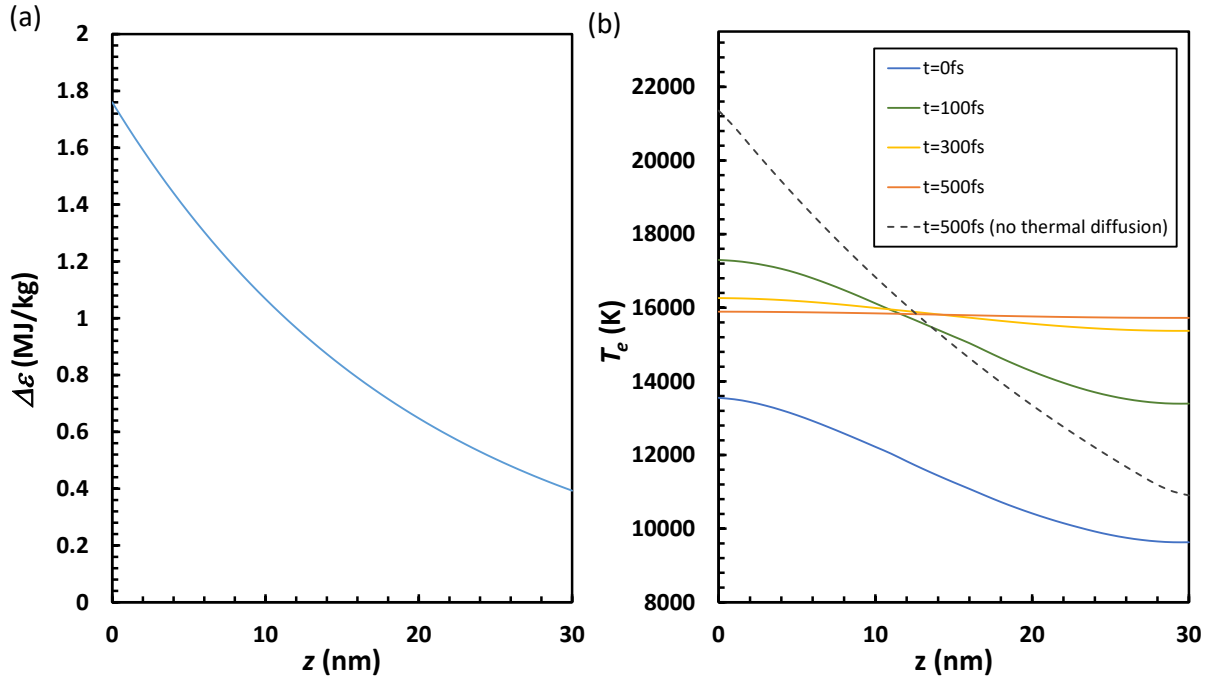 (a)
2
1.8
1.6
1.4
1.2
1
0.8
0.6
0.4
0.2
0
0 10 20 30
z (nm)
Δε (MJ/kg)
(b)
22000
20000
18000
16000
14000
12000
10000
8000
0 10 20 30
z (nm)
Te (K)
t=0fs
t=100fs
t=300fs
t=500fs
t=500fs (no thermal diffusion)